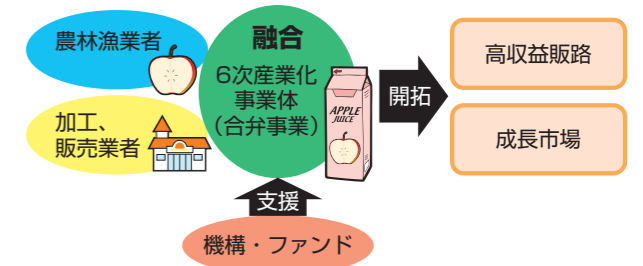 農林漁業者
加工、
販売業者
融合
6次産業化
事業体
（合弁事業）
APPLE
JUICE
開拓
高収益販路
成長市場
支援
機構・ファンド